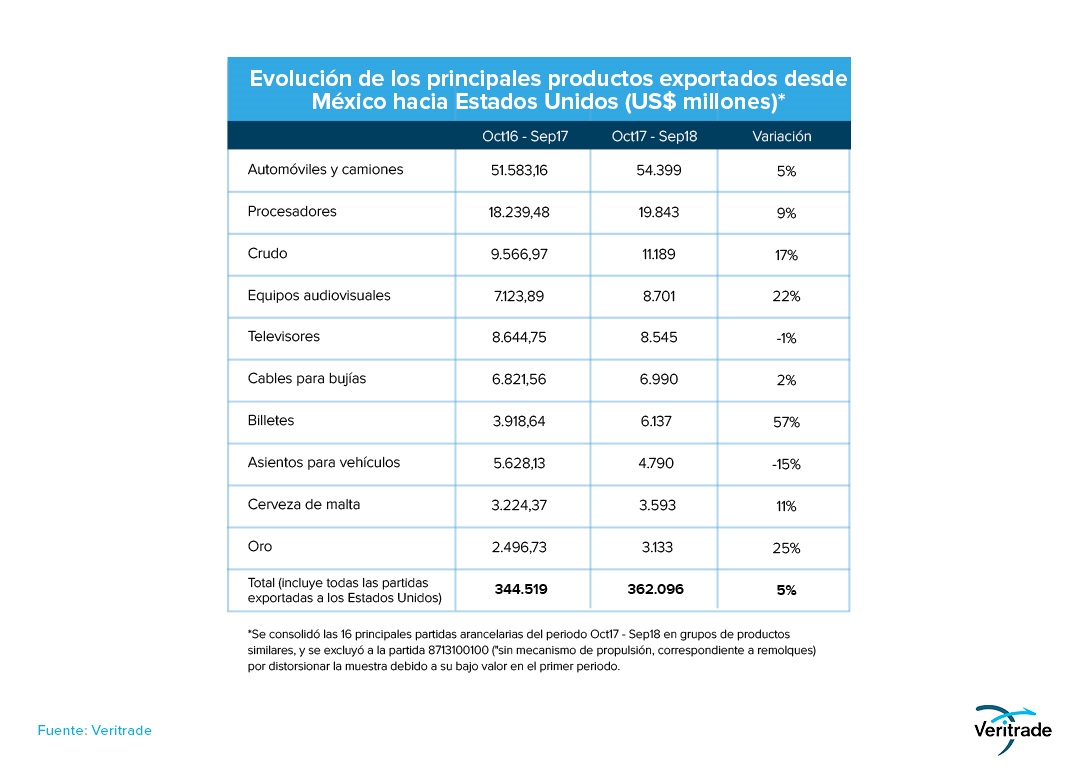 Evolución de los principales productos exportados desde
México hacia Estados Unidos (US$ millones)*
Oct16 - Sep17 Oct17 - Sep18 Variación
Automóviles y camiones 51.583,16 54.399 5%
Procesadores 18.239,48 19.843 9%
Crudo 9.566,97 11.189 17%
Equipos audiovisuales 7.123,89 8.701 22%
Televisores 8.644,75 8.545 -1%
Cables para bujías 6.821,56 6.990 2%
Billetes 3.918,64 6.137 57%
Asientos para vehículos 5.628,13 4.790 -15%
Cerveza de malta 3.224,37 3.593 11%
Oro 2.496,73 3.133 25%
Total (incluye todas las partidas
exportadas a los Estados Unidos) 344.519 362.096 5%
*Se consolidó las 16 principales partidas arancelarias del periodo Oct17 - Sep18 en grupos de productos
similares, y se excluyó a la partida 8713100100 ("sin mecanismo de propulsión, correspondiente a remolques)
por distorsionar la muestra debido a su bajo valor en el primer periodo.
Fuente: Veritrade
Veritrade